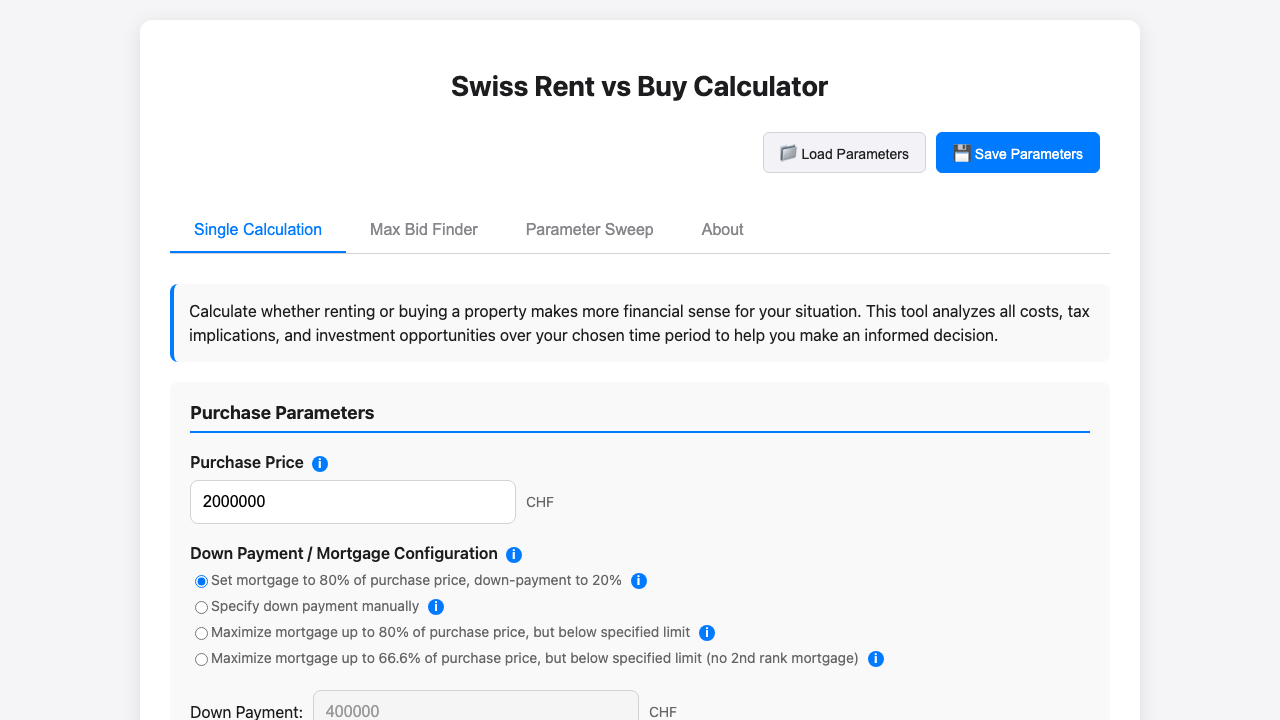 Swiss Rent vs Buy Calculator
Load Parameters
Save Parameters
Single Calculation
Max Bid Finder
Parameter Sweep
About
Calculate whether renting or buying a property makes more financial sense for your situation. This tool analyzes all costs, tax
implications, and investment opportunities over your chosen time period to help you make an informed decision.
Purchase Parameters
Purchase Price i
2000000 CHF
Down Payment / Mortgage Configuration i
Set mortgage to 80% of purchase price, down-payment to 20% i
Specify down payment manually i
Maximize mortgage up to 80% of purchase price, but below specified limit i
Maximize mortgage up to 66.6% of purchase price, but below specified limit (no 2nd rank mortgage) i
Down Payment: 400000 CHF